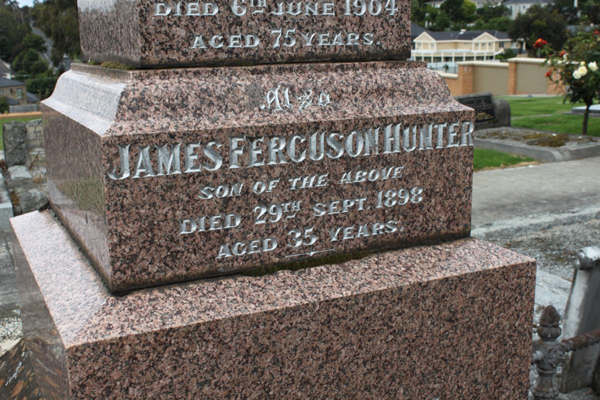 DIED 6TH JUNE 1904
AGED 75 YEARS
Also
JAMES FERGUSON HUNTER
SON OF THE ABOVE
DIED 29TH SEPT 1898
AGED 35 YEARS